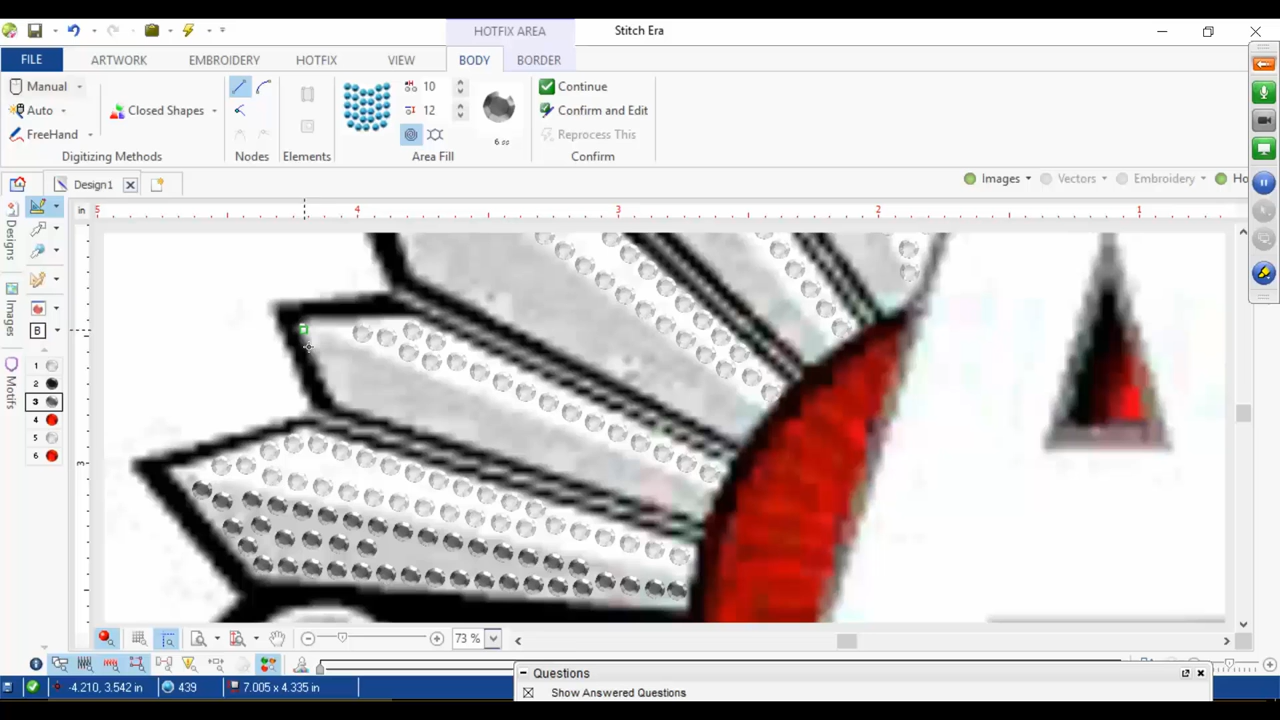 HOTFIX AREA
Stitch Era
FILE
ARTWORK
EMBROIDERY
HOTFIX
VIEW
BODY
BORDER
Manual
10
Continue
Auto
Closed Shapes
12
Confirm and Edit
FreeHand
6 ss
Reprocess This
Digitizing Methods
Nodes
Elements
Area Fill
Confirm
Design1
Images
Vectors
Embroidery
Ho
in
5
4
3
2
1
Designs
Images
B
Motifs
1
2
3
4
5
6
3
73 %
Questions
Show Answered Questions
-4.210, 3.542 in
439
7.005 x 4.335 in